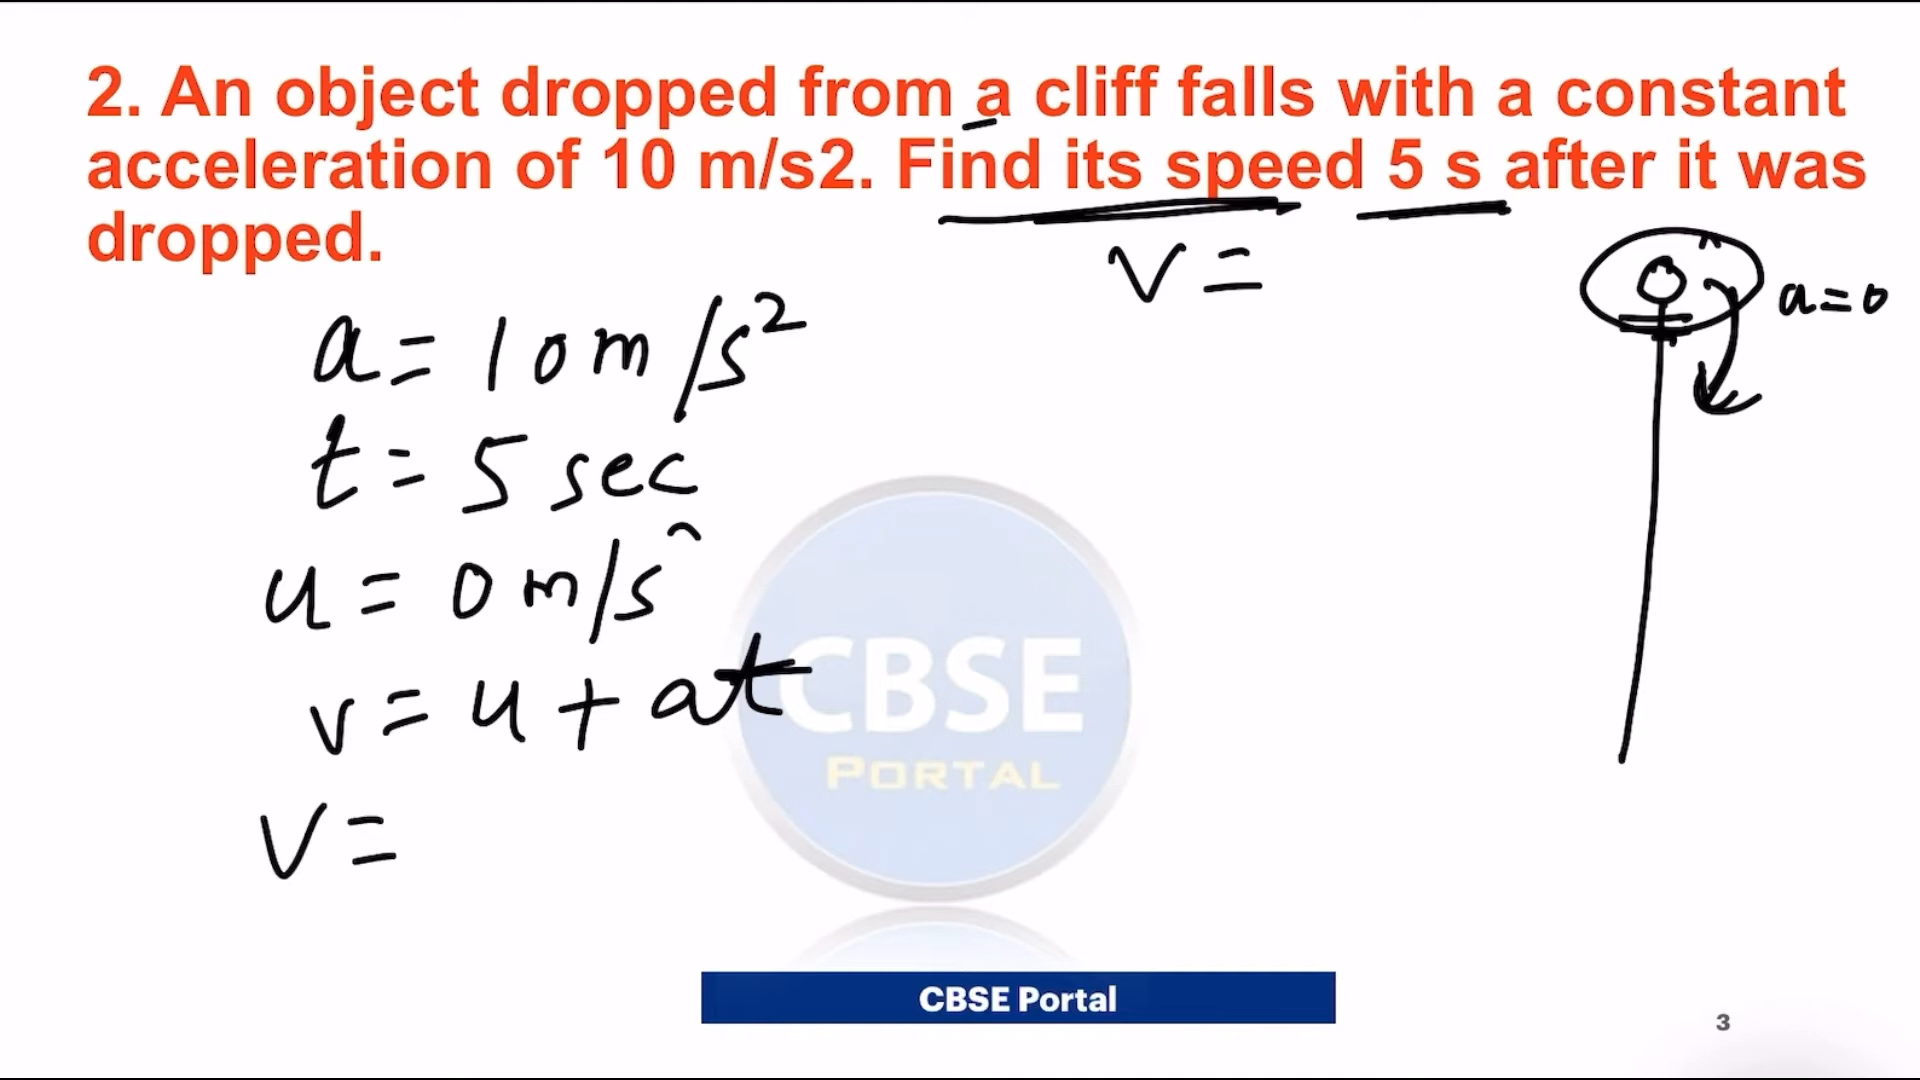 2. An object dropped from a cliff falls with a constant
acceleration of 10 m/s2. Find its speed 5 s after it was
dropped.
v =
a=0
a = 10 m/s²
t = 5 sec
u = 0 m/s
v = u + at
V =
CBSE
PORTAL
CBSE Portal
3